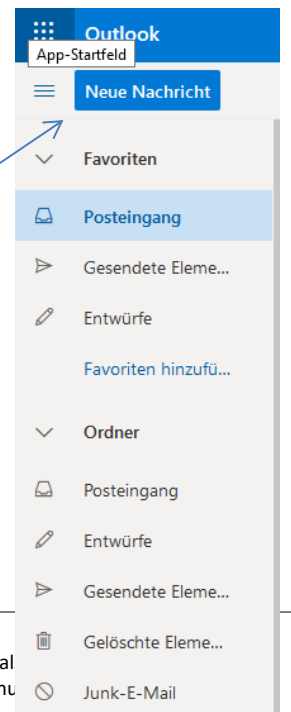 Outlook
App-Startfeld
Neue Nachricht
Favoriten
Posteingang
Gesendete Eleme...
Entwürfe
Favoriten hinzufü...
Ordner
Posteingang
Entwürfe
Gesendete Eleme...
Gelöschte Eleme...
Junk-E-Mail